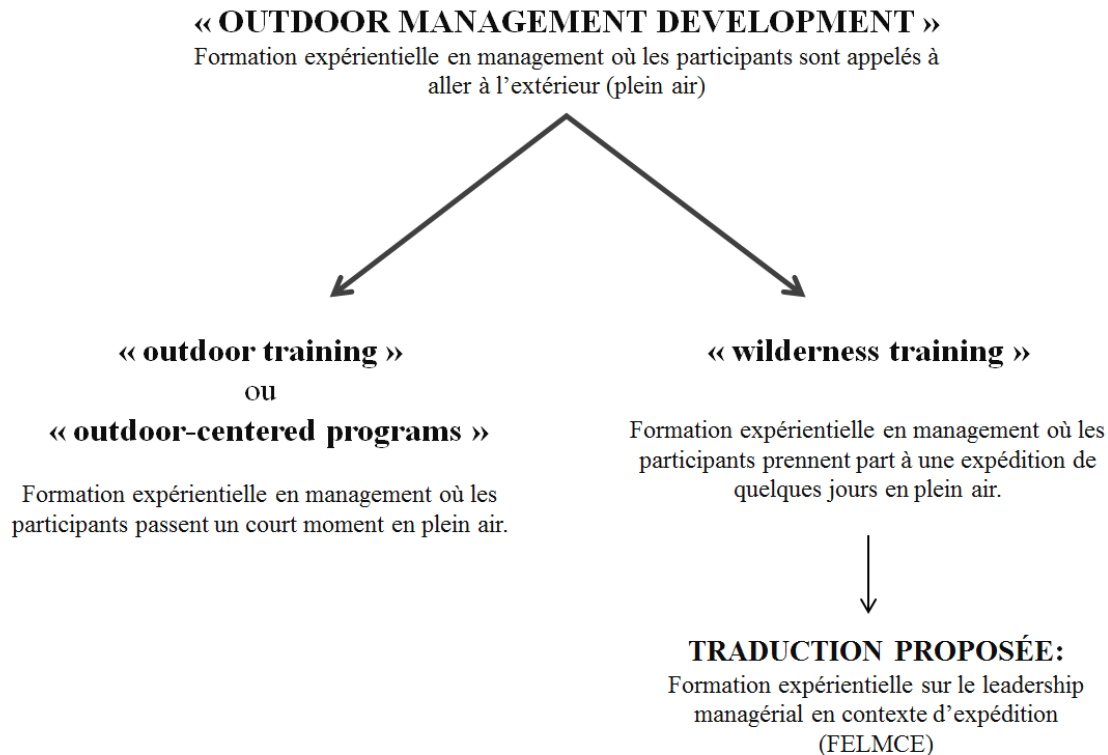 « OUTDOOR MANAGEMENT DEVELOPMENT »
Formation expérientielle en management où les participants sont appelés à
aller à l’extérieur (plein air)
« outdoor training »
ou
« outdoor-centered programs »
Formation expérientielle en management où les
participants passent un court moment en plein air.
« wilderness training »
Formation expérientielle en management où les
participants prennent part à une expédition de
quelques jours en plein air.
TRADUCTION PROPOSÉE:
Formation expérientielle sur le leadership
managérial en contexte d’expédition
(FELMCE)